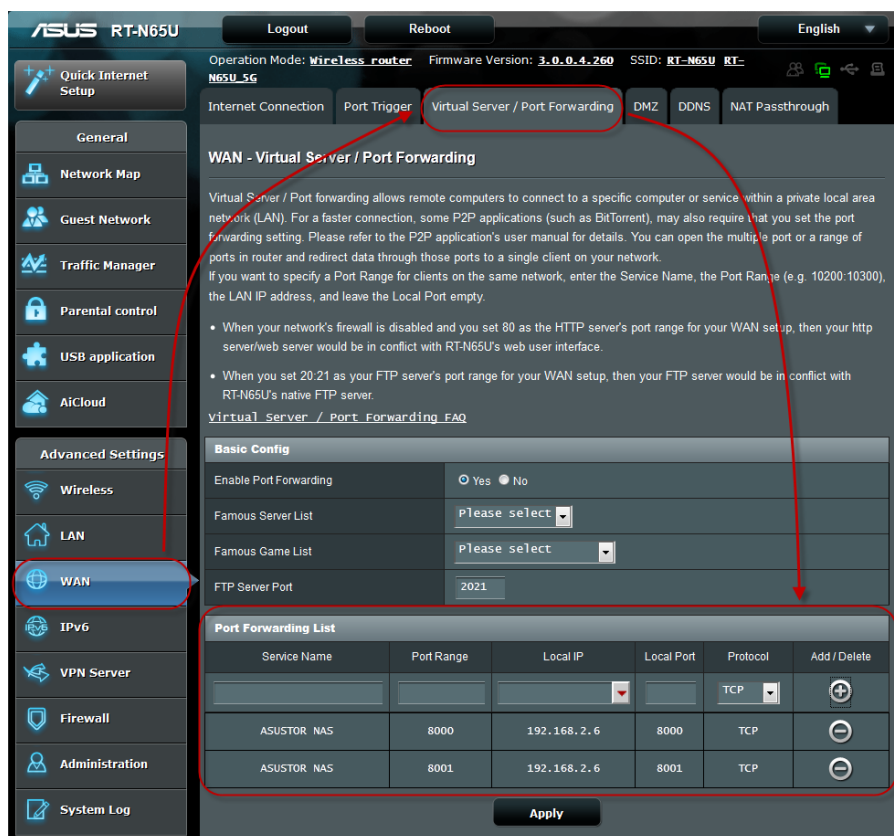 ASUS RT-N65U
Logout
Reboot
English
Quick Internet
Setup
General
Network Map
Guest Network
Traffic Manager
Parental control
USB application
AiCloud
Advanced Settings
Wireless
LAN
WAN
IPv6
VPN Server
Firewall
Administration
System Log
Operation Mode: Wireless router Firmware Version: 3.0.0.4.260 SSID: RT-N65U RT-
N65U_5G
Internet Connection Port Trigger Virtual Server / Port Forwarding DMZ DDNS NAT Passthrough
WAN - Virtual Server / Port Forwarding
Virtual Server / Port forwarding allows remote computers to connect to a specific computer or service within a private local area
network (LAN). For a faster connection, some P2P applications (such as BitTorrent), may also require that you set the port
forwarding setting. Please refer to the P2P application's user manual for details. You can open the multiple port or a range of
ports in router and redirect data through those ports to a single client on your network.
If you want to specify a Port Range for clients on the same network, enter the Service Name, the Port Range (e.g. 10200:10300),
the LAN IP address, and leave the Local Port empty.
• When your network's firewall is disabled and you set 80 as the HTTP server's port range for your WAN setup, then your http
server/web server would be in conflict with RT-N65U's web user interface.
• When you set 20:21 as your FTP server's port range for your WAN setup, then your FTP server would be in conflict with
RT-N65U's native FTP server.
Virtual Server / Port Forwarding FAQ
Basic Config
Enable Port Forwarding Yes No
Famous Server List Please select
Famous Game List Please select
FTP Server Port 2021
Port Forwarding List
Service Name Port Range Local IP Local Port Protocol Add / Delete
TCP
ASUSTOR NAS 8000 192.168.2.6 8000 TCP
ASUSTOR NAS 8001 192.168.2.6 8001 TCP
Apply